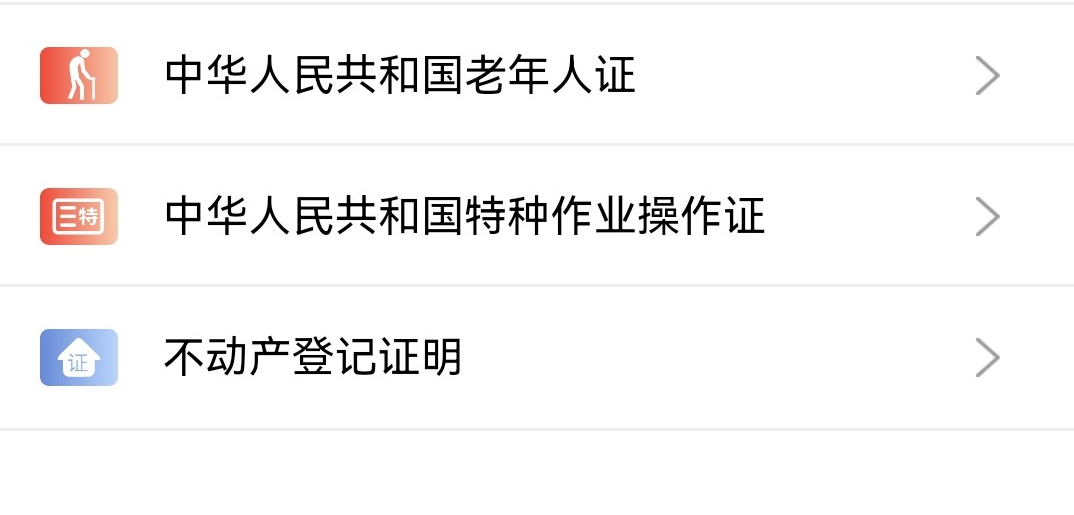 中华人民共和国老年人证
特
中华人民共和国特种作业操作证
证
不动产登记证明